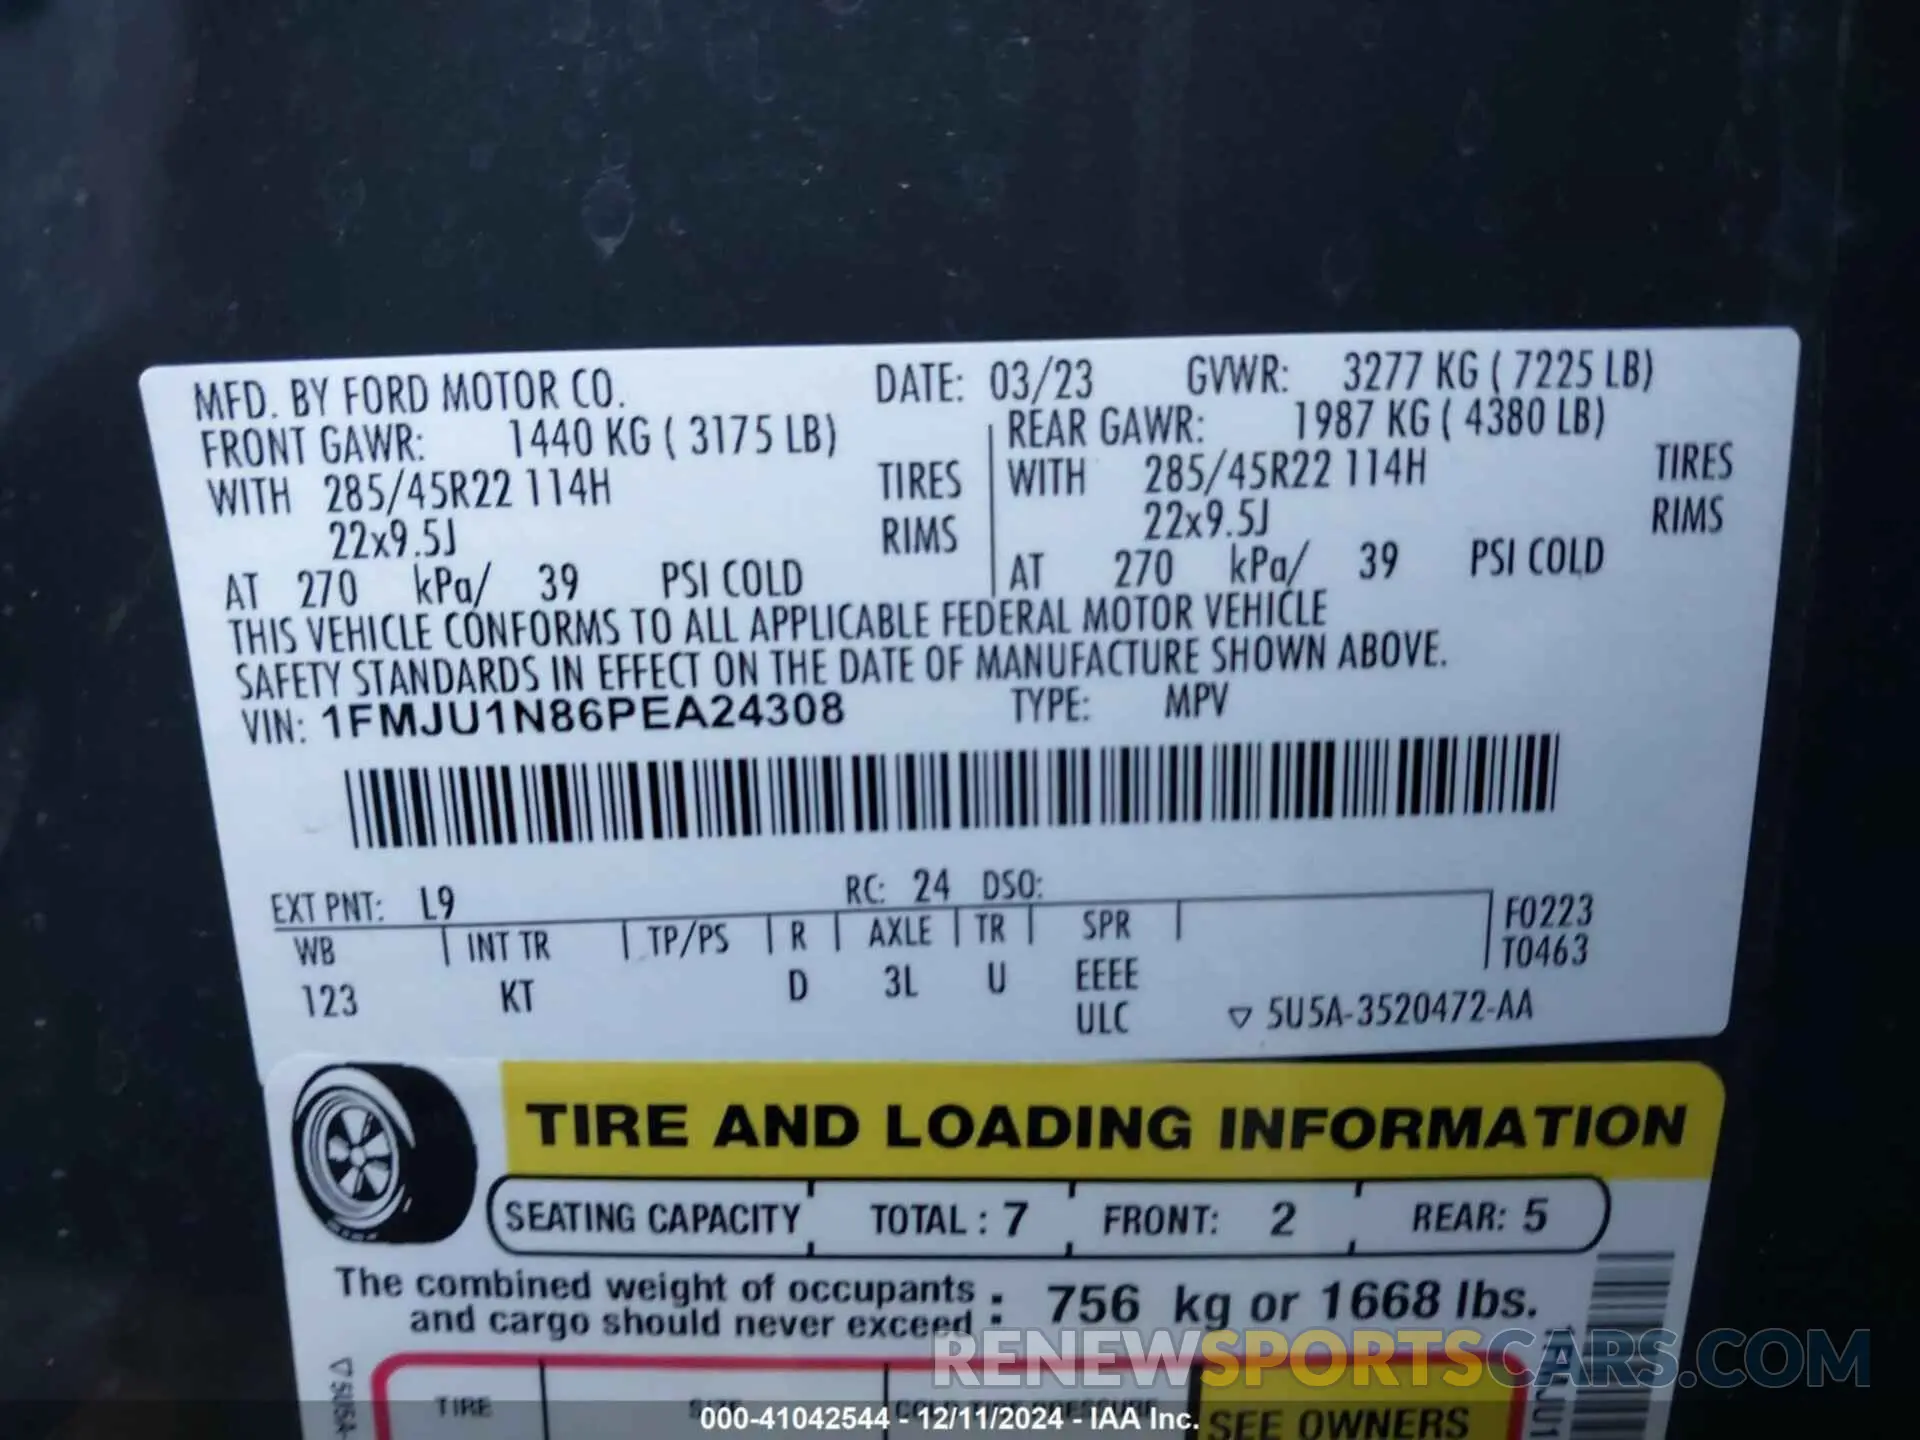 MFD. BY FORD MOTOR CO. DATE: 03/23 GVWR: 3277 KG ( 7225 LB)
FRONT GAWR: 1440 KG ( 3175 LB) REAR GAWR: 1987 KG ( 4380 LB)
WITH 285/45R22 114H TIRES WITH 285/45R22 114H TIRES
22x9.5J RIMS 22x9.5J RIMS
AT 270 kPa/ 39 PSI COLD AT 270 kPa/ 39 PSI COLD
THIS VEHICLE CONFORMS TO ALL APPLICABLE FEDERAL MOTOR VEHICLE
SAFETY STANDARDS IN EFFECT ON THE DATE OF MANUFACTURE SHOWN ABOVE.
VIN: 1FMJU1N86PEA24308 TYPE: MPV
EXT PNT: L9 RC: 24 DSO:
WB INT TR TP/PS R AXLE TR SPR F0223
T0463
123 KT D 3L U EEEE
ULC ▽ 5U5A-3520472-AA
TIRE AND LOADING INFORMATION
SEATING CAPACITY TOTAL : 7 FRONT: 2 REAR: 5
The combined weight of occupants
and cargo should never exceed : 756 kg or 1668 lbs.
RENEWSPORTSCARS.COM
TIRE SIZE
SEE OWNERS
000-41042544 - 12/11/2024 - IAA Inc.